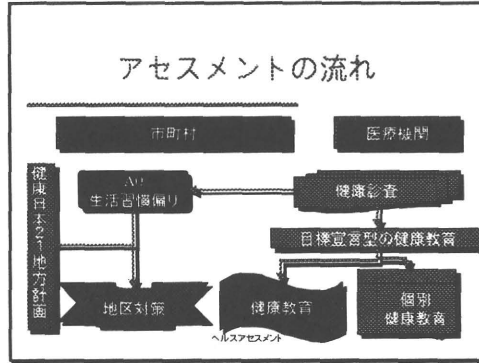 アセスメントの流れ
市町村
医療機関
健康日本21地方計画
生活習慣偏り
健康診査
目標宣言型の健康教育
地区対策
健康教育
個別
健康教育
ヘルスアセスメント